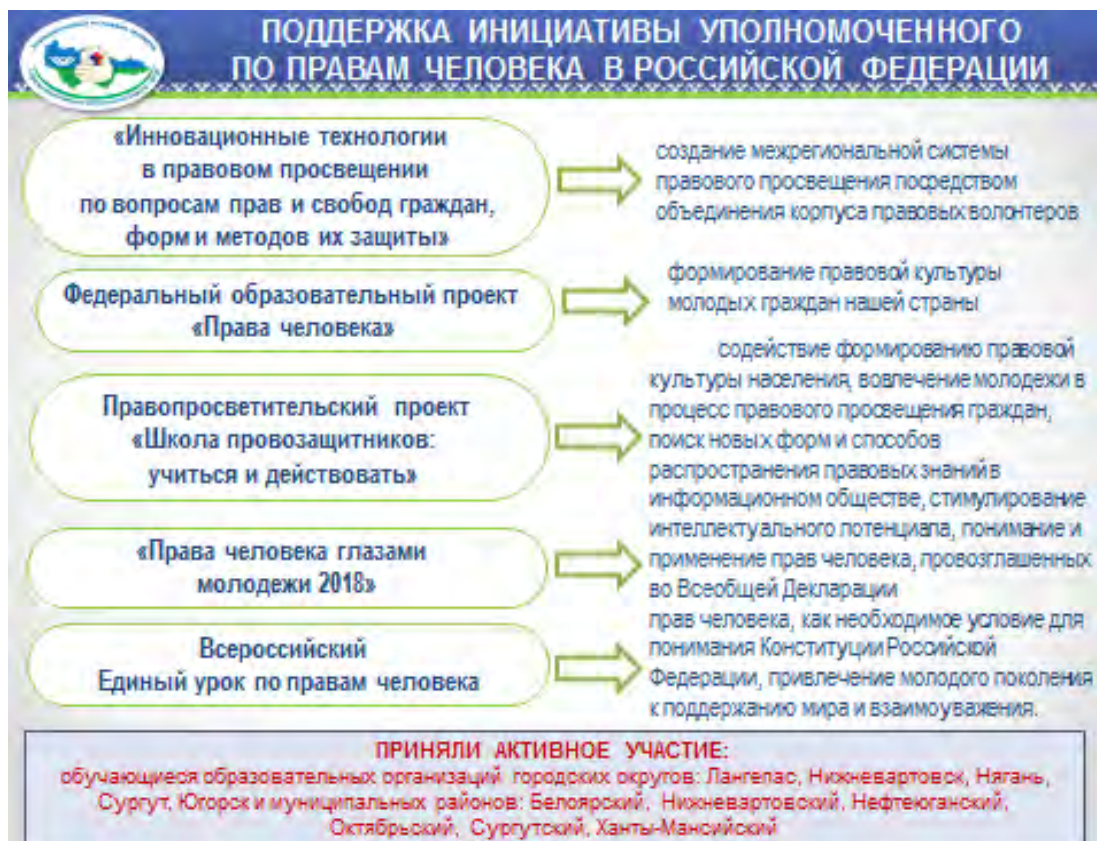 ПОДДЕРЖКА ИНИЦИАТИВЫ УПОЛНОМОЧЕННОГО
ПО ПРАВАМ ЧЕЛОВЕКА В РОССИЙСКОЙ ФЕДЕРАЦИИ
«Инновационные технологии
в правовом просвещении
по вопросам прав и свобод граждан,
форм и методов их защиты»
создание межрегиональной системы
правового просвещения посредством
объединения корпуса правовых волонтеров
Федеральный образовательный проект
«Права человека»
формирование правовой культуры
молодых граждан нашей страны
Правопросветительский проект
«Школа провозащитников:
учиться и действовать»
«Права человека глазами
молодежи 2018»
Всероссийский
Единый урок по правам человека
содействие формированию правовой
культуры населения, вовлечение молодежи в
процесс правового просвещения граждан,
поиск новых форм и способов
распространения правовых знаний в
информационном обществе, стимулирование
интеллектуального потенциала, понимание и
применение прав человека, провозглашенных
во Всеобщей Декларации
прав человека, как необходимое условие для
понимания Конституции Российской
Федерации, привлечение молодого поколения
к поддержанию мира и взаимоуважения.
ПРИНЯЛИ АКТИВНОЕ УЧАСТИЕ:
обучающиеся образовательных организаций городских округов: Лангепас, Нижневартовск, Нягань,
Сургут, Югорск и муниципальных районов: Белоярский, Нижневартовский, Нефтеюганский,
Октябрьский, Сургутский, Ханты-Мансийский